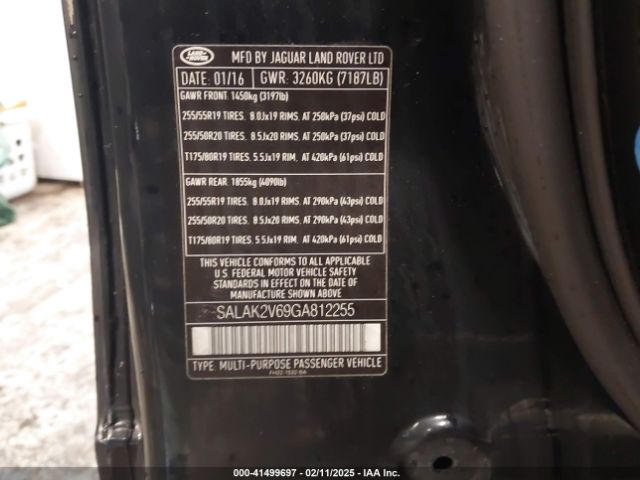 LAND ROVER
MFD BY JAGUAR LAND ROVER LTD
DATE: 01/16 GWR: 3260KG (7187LB)
GAWR FRONT: 1450kg (3197lb)
255/55R19 TIRES. 8.0Jx19 RIMS. AT 250kPa (37psi) COLD
255/50R20 TIRES. 8.5Jx20 RIMS. AT 250kPa (37psi) COLD
T175/80R19 TIRES. 5.5Jx19 RIM. AT 420kPa (61psi) COLD
GAWR REAR. 1855kg (4090lb)
255/55R19 TIRES. 8.0Jx19 RIMS. AT 290kPa (43psi) COLD
255/50R20 TIRES. 8.5Jx20 RIMS. AT 290kPa (43psi) COLD
T175/80R19 TIRES. 5.5Jx19 RIM. AT 420kPa (61psi) COLD
THIS VEHICLE CONFORMS TO ALL APPLICABLE
U.S. FEDERAL MOTOR VEHICLE SAFETY
STANDARDS IN EFFECT ON THE DATE OF
MANUFACTURE SHOWN ABOVE
SALAK2V69GA812255
TYPE: MULTI-PURPOSE PASSENGER VEHICLE
000-41499697 - 02/11/2025 - IAA Inc.